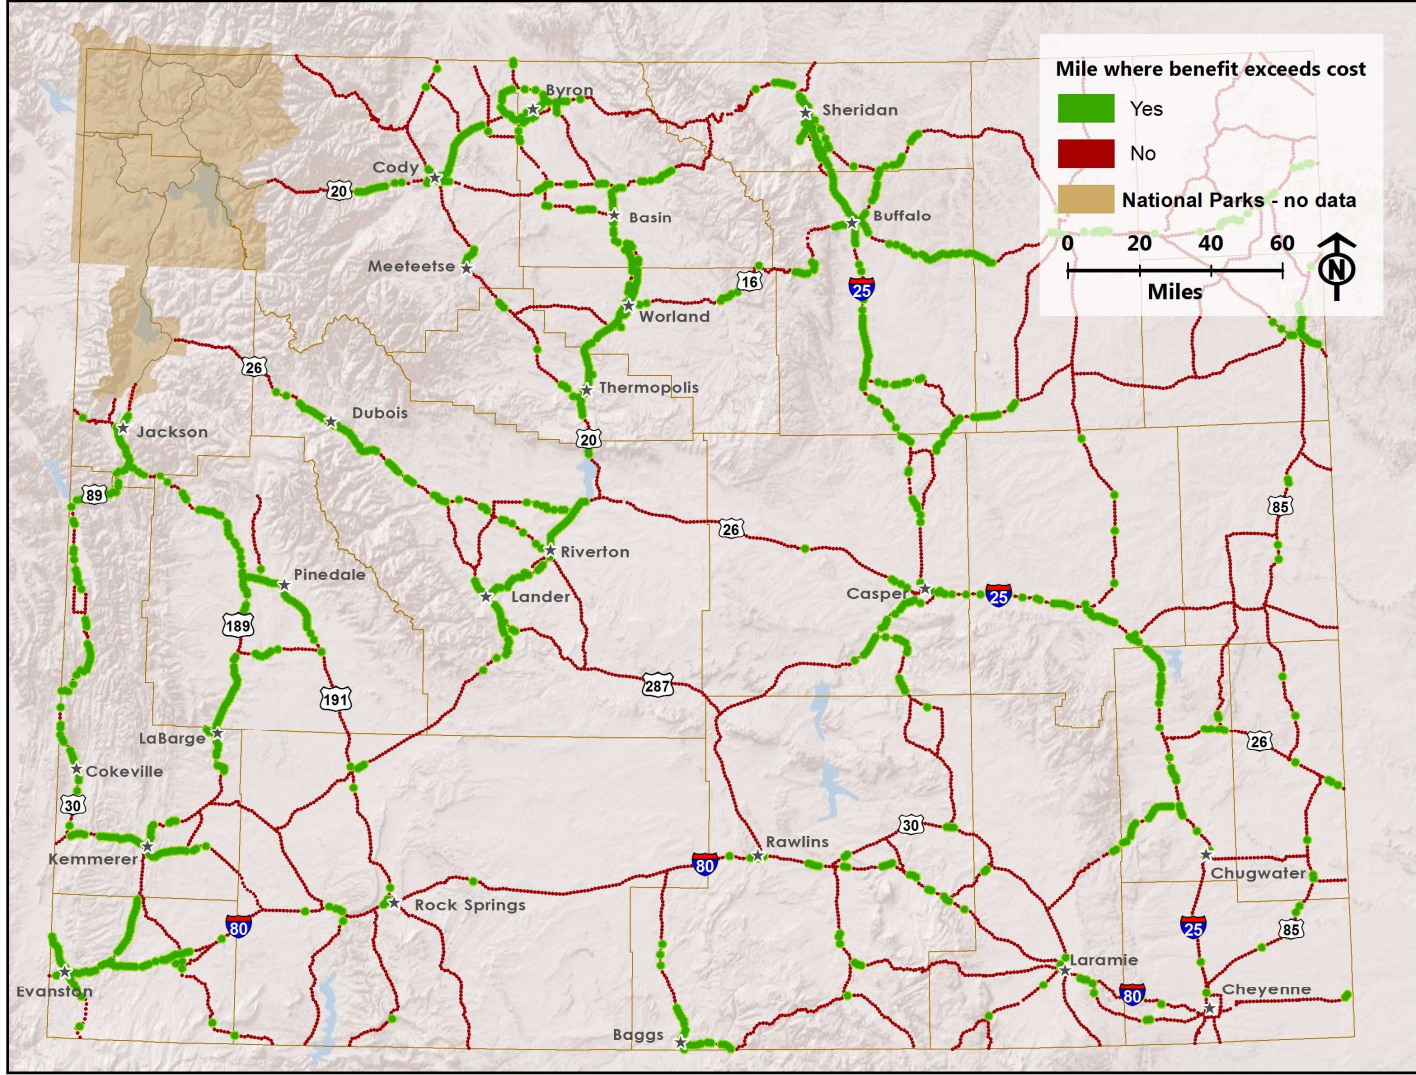 Mile where benefit exceeds cost
Yes
No
National Parks - no data
0 20 40 60
Miles
N
Byron
Sheridan
Cody
20
Basin
Buffalo
Meeteetse
16
25
Worland
26
Thermopolis
Dubois
Jackson
20
89
85
26
Riverton
Pinedale
Casper
25
Lander
189
287
191
LaBarge
26
Cokeville
30
30
Rawlins
Kemmerer
80
Chugwater
Rock Springs
80
25
85
Laramie
Evanston
80
Cheyenne
Baggs